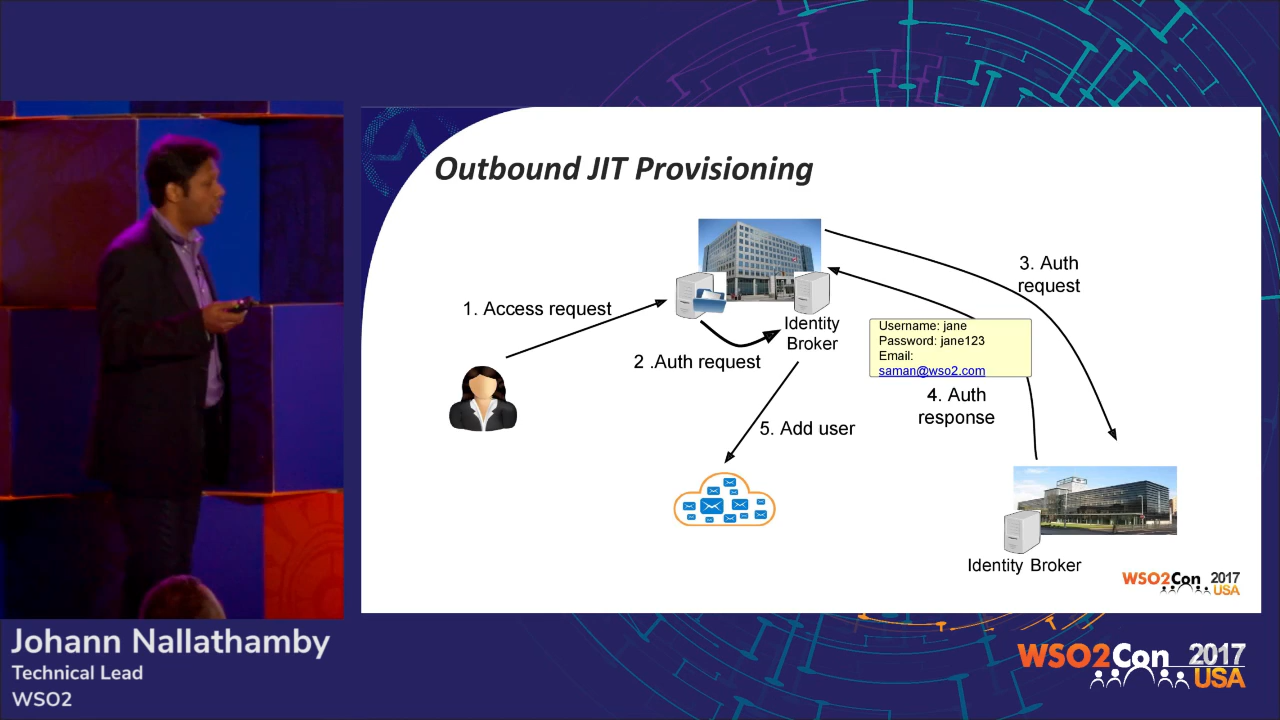 Outbound JIT Provisioning
1. Access request
2 .Auth request
Identity
Broker
3. Auth
request
Username: jane
Password: jane123
Email:
saman@wso2.com
4. Auth
response
5. Add user
Identity Broker
WSO2Con 2017
USA
Johann Nallathamby
Technical Lead
WSO2
WSO2Con 2017
USA